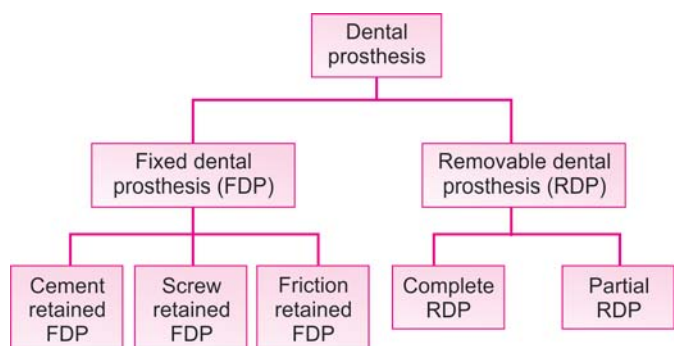 Dental
prosthesis
Fixed dental
prosthesis (FDP)
Removable dental
prosthesis (RDP)
Cement
retained
FDP
Screw
retained
FDP
Friction
retained
FDP
Complete
RDP
Partial
RDP